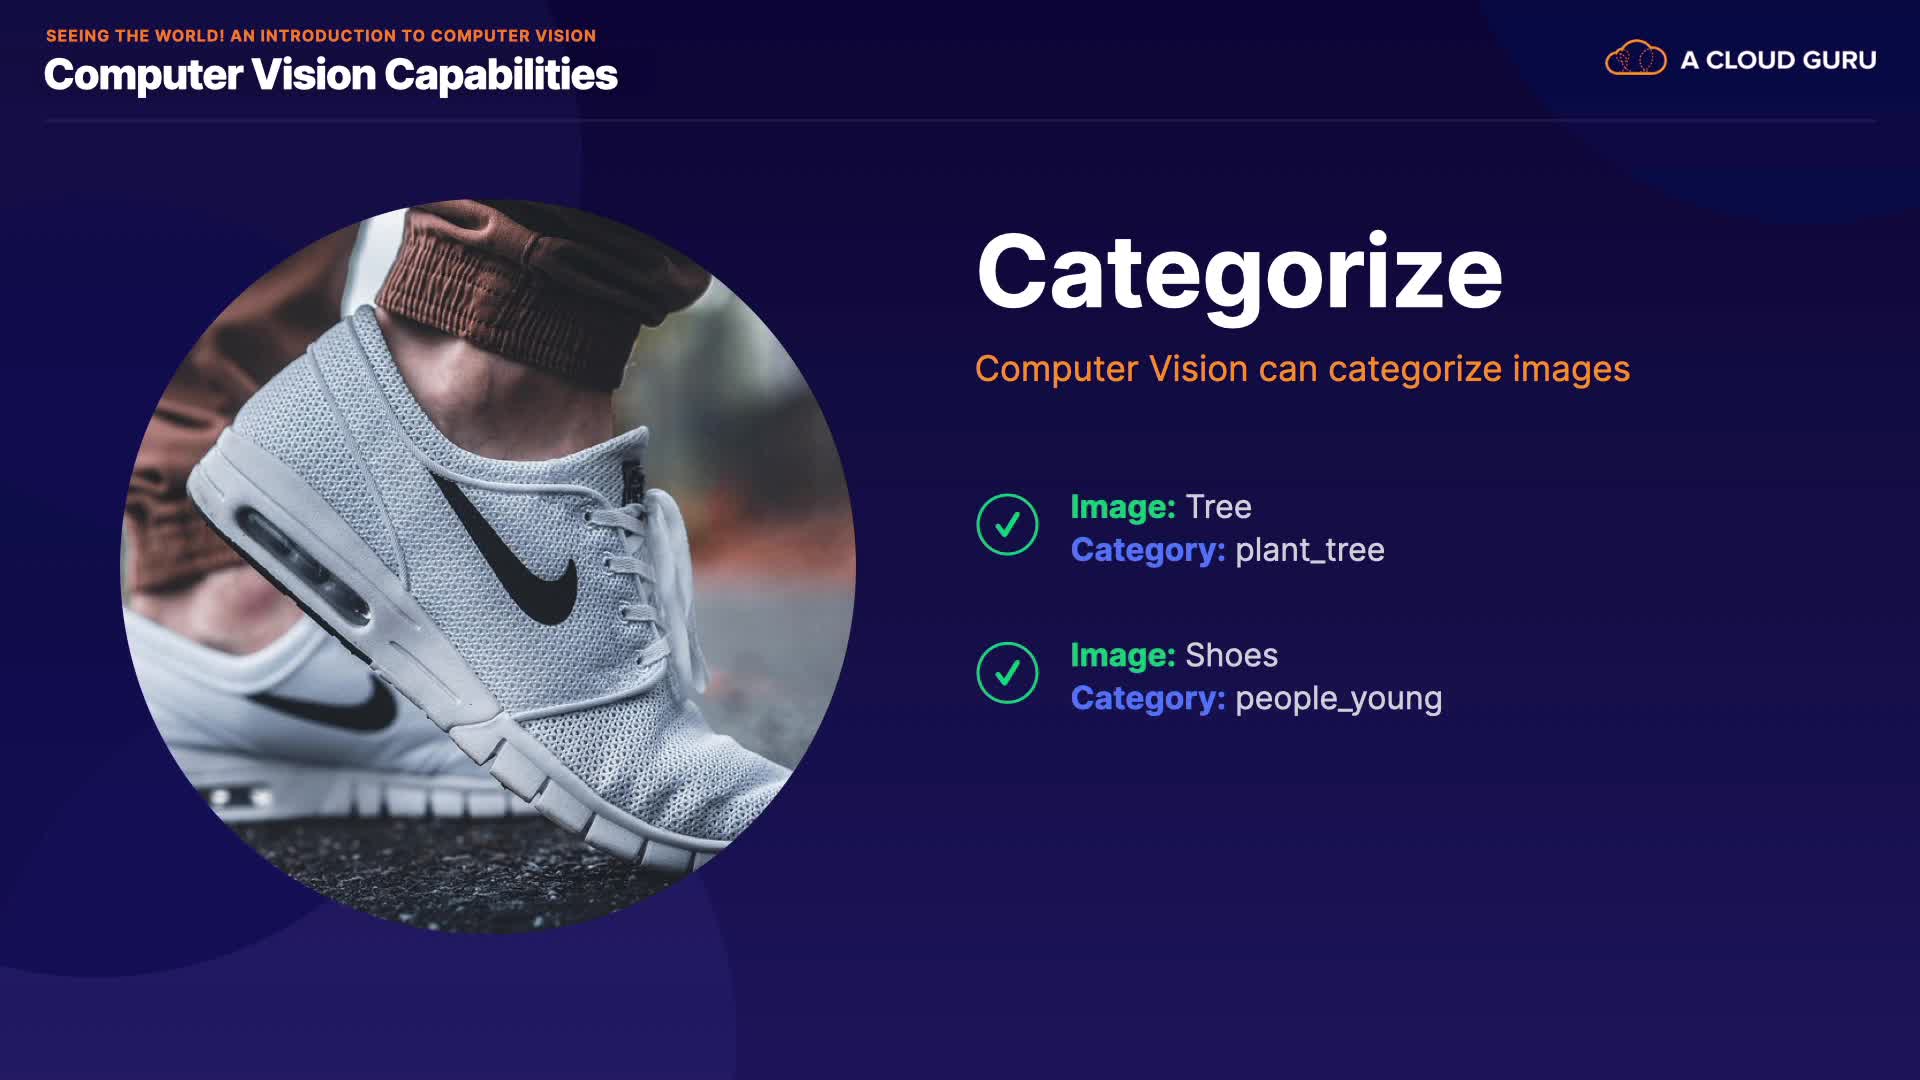 SEEING THE WORLD! AN INTRODUCTION TO COMPUTER VISION
Computer Vision Capabilities
A CLOUD GURU
Categorize
Computer Vision can categorize images
Image: Tree
Category: plant_tree
Image: Shoes
Category: people_young